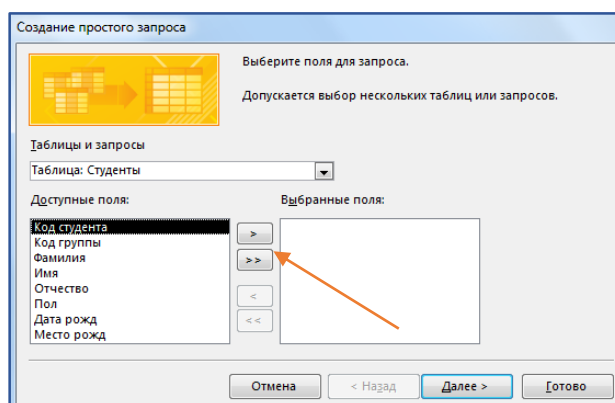 Создание простого запроса
Выберите поля для запроса.
Допускается выбор нескольких таблиц или запросов.
Таблицы и запросы
Таблица: Студенты
Доступные поля:
Выбранные поля:
Код студента
Код группы
Фамилия
Имя
Отчество
Пол
Дата рожд
Место рожд
>
>>
<
<<
Отмена
< Назад
Далее >
Готово